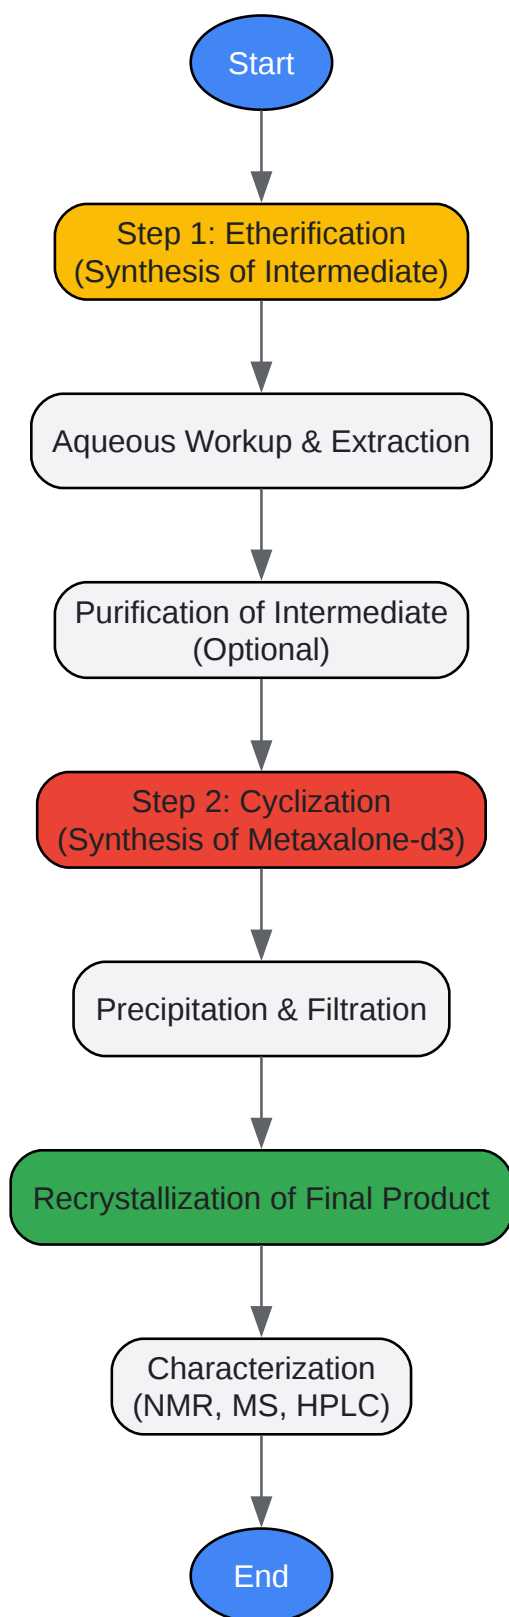 Start
Step 1: Etherification
(Synthesis of Intermediate)
Aqueous Workup & Extraction
Purification of Intermediate
(Optional)
Step 2: Cyclization
(Synthesis of Metaxalone-d3)
Precipitation & Filtration
Recrystallization of Final Product
Characterization
(NMR, MS, HPLC)
End